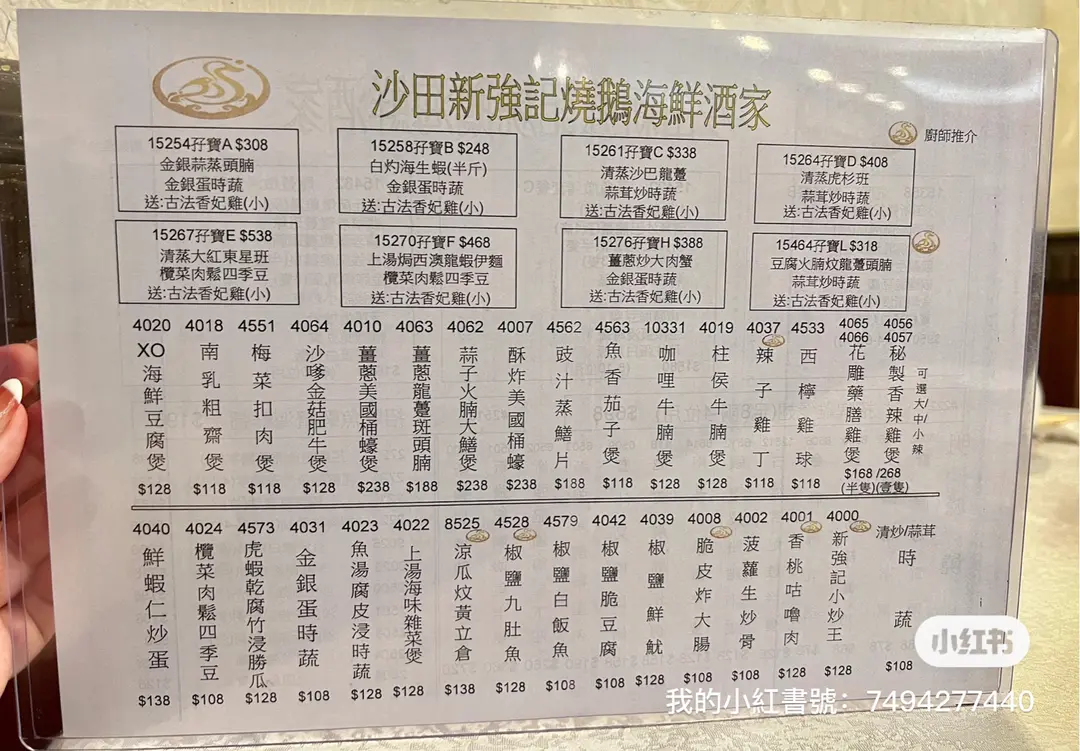 沙田新強記燒鵝海鮮酒家
廚師推介
15254孖寶A $308
金銀蒜蒸頭腩
金銀蛋時蔬
送:古法香妃雞(小)
15258孖寶B $248
白灼海生蝦(半斤)
金銀蛋時蔬
送:古法香妃雞(小)
15261孖寶C $338
清蒸沙巴龍躉
蒜茸炒時蔬
送:古法香妃雞(小)
15264孖寶D $408
清蒸虎杉班
蒜茸炒時蔬
送:古法香妃雞(小)
15267孖寶E $538
清蒸大紅東星班
欖菜肉鬆四季豆
送:古法香妃雞(小)
15270孖寶F $468
上湯焗西澳龍蝦伊麵
欖菜肉鬆四季豆
送:古法香妃雞(小)
15276孖寶H $388
薑蔥炒大肉蟹
金銀蛋時蔬
送:古法香妃雞(小)
15464孖寶L $318
豆腐火腩炆龍躉頭腩
蒜茸炒時蔬
送:古法香妃雞(小)
4020
XO海鮮豆腐煲
$128
4018
南乳粗齋煲
$118
4551
梅菜扣肉煲
$118
4064
沙嗲金菇肥牛煲
$128
4010
薑蔥美國桶蠔煲
$238
4063
薑蔥龍躉斑頭腩
$188
4062
蒜子火腩大鱔煲
$238
4007
酥炸美國桶蠔
$238
4562
豉汁蒸鱔片
$188
4563
魚香茄子煲
$118
10331
咖哩牛腩煲
$128
4019
柱侯牛腩煲
$128
4037
辣子雞丁
$118
4533
西檸雞球
$118
4065
4066
花雕藥膳雞煲
4056
4057
秘製香辣雞煲
可選大/中/小辣
$168 /268
(半隻)(壹隻)
4040
鮮蝦仁炒蛋
$138
4024
欖菜肉鬆四季豆
$108
4573
虎蝦乾腐竹浸勝瓜
$128
4031
金銀蛋時蔬
$108
4023
魚湯腐皮浸時蔬
$128
4022
上湯海味雜菜煲
$128
8525
涼瓜炆黃立倉
$138
4528
椒鹽九肚魚
$128
4579
椒鹽白飯魚
$128
4042
椒鹽脆豆腐
$108
4039
椒鹽鮮魷
$128
4008
脆皮炸大腸
$128
4002
菠蘿生炒骨
$108
4001
香桃咕嚕肉
$108
4000
新強記小炒王
$128
清炒/蒜茸
時蔬
$108
小红书
我的小紅書號：7494277440